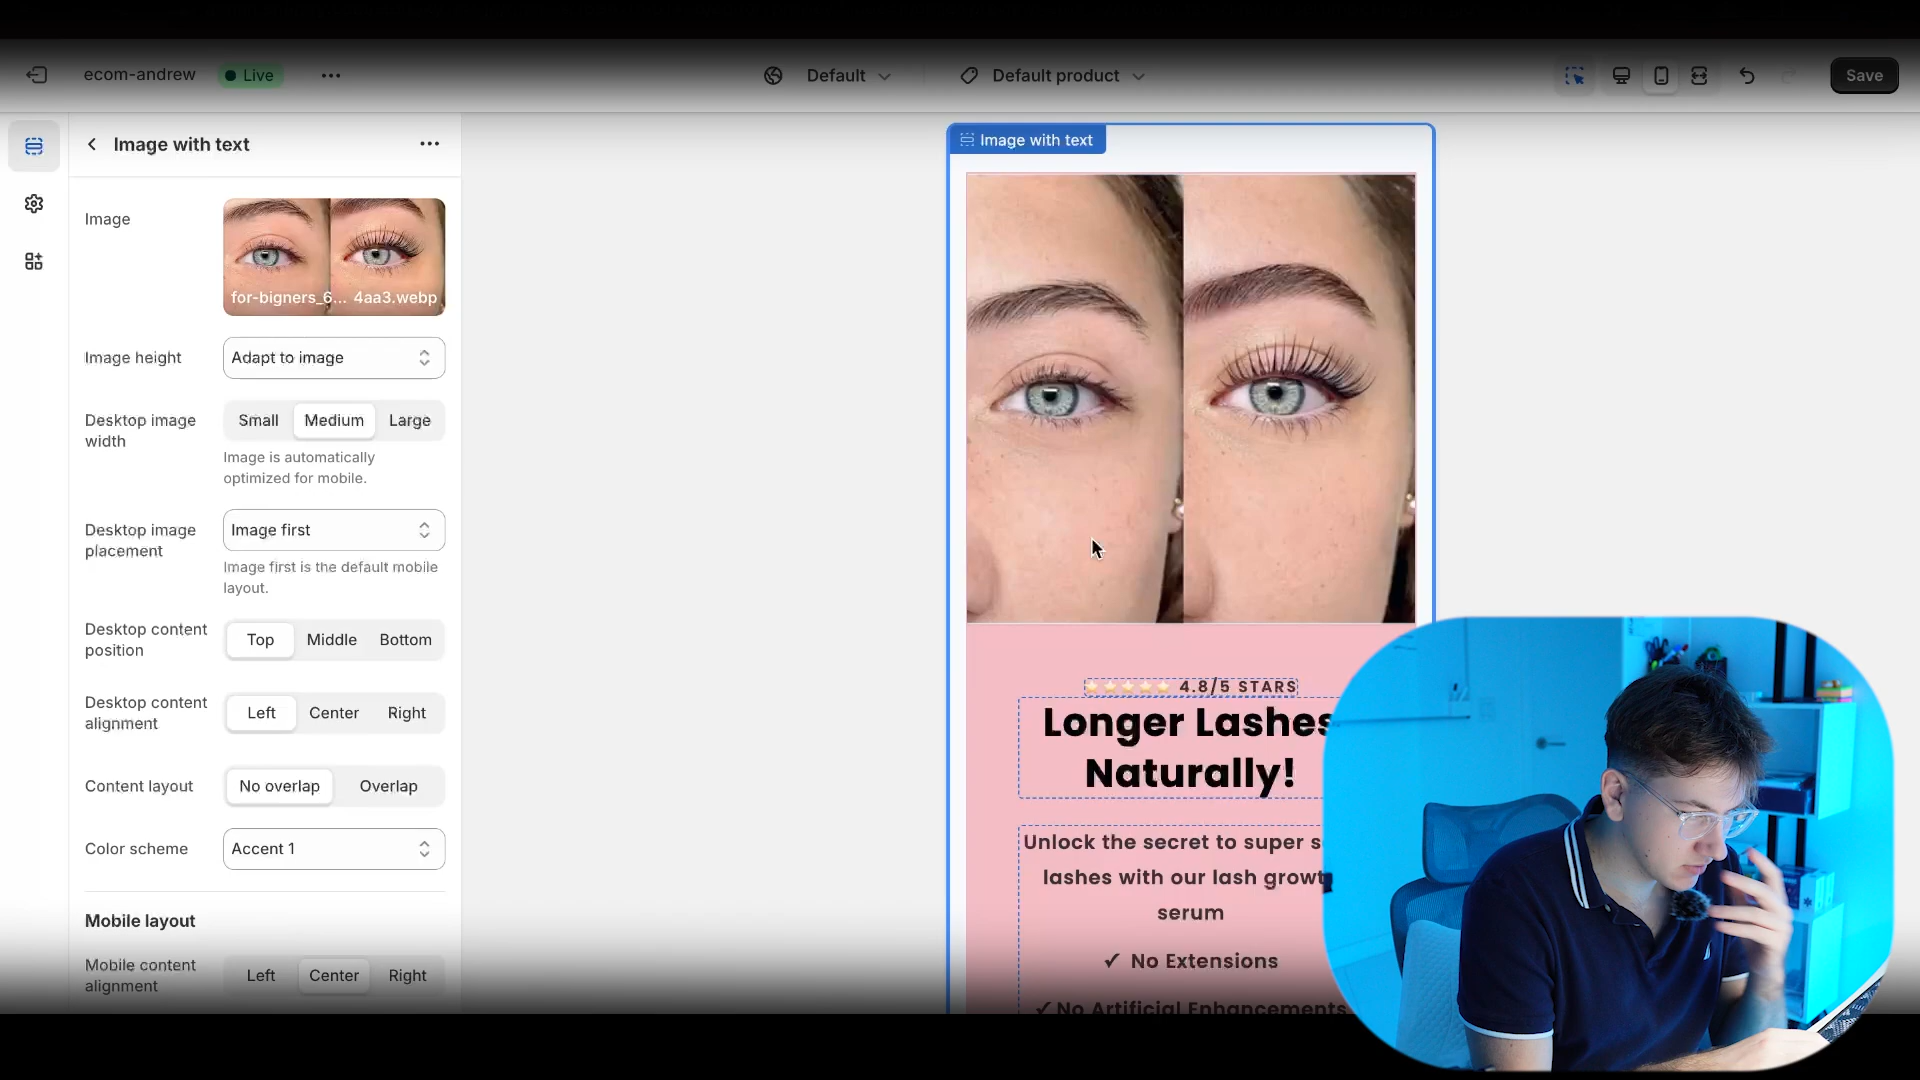 ecom-andrew
Live
Default
Default product
Save
Image with text
Image
for-bigners_6... 4aa3.webp
Image height
Adapt to image
Desktop image
width
Small
Medium
Large
Image is automatically
optimized for mobile.
Desktop image
placement
Image first
Image first is the default mobile
layout.
Desktop content
position
Top
Middle
Bottom
Desktop content
alignment
Left
Center
Right
Content layout
No overlap
Overlap
Color scheme
Accent 1
Mobile layout
Mobile content
alignment
Left
Center
Right
Image with text
⭐⭐⭐⭐⭐ 4.8/5 STARS
Longer Lashes
Naturally!
Unlock the secret to super
lashes with our lash growth
serum
✓ No Extensions
✓ No Artificial Enhancements